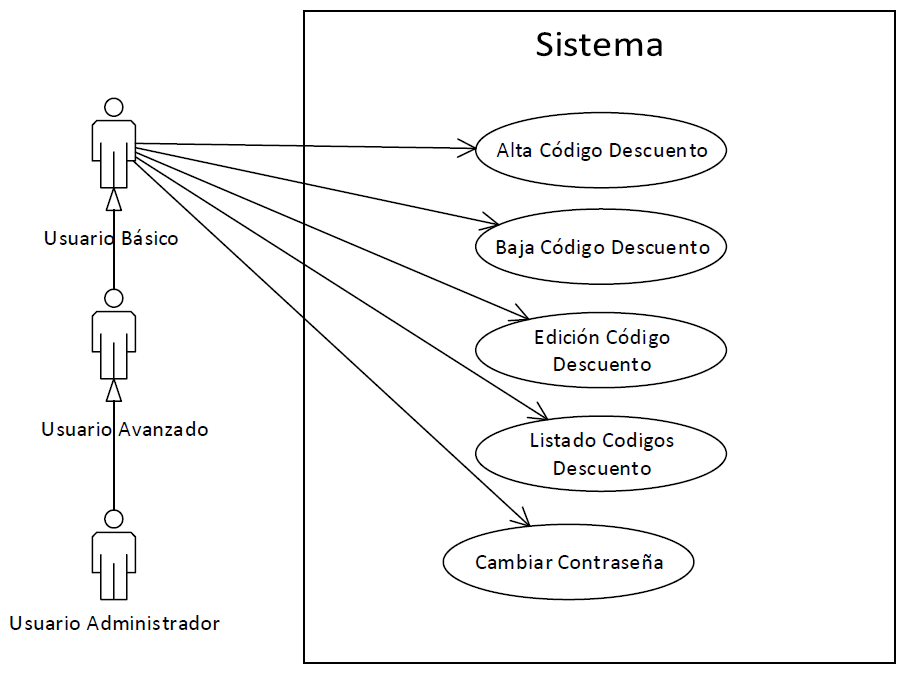 Sistema
Alta Código Descuento
Usuario Básico
Baja Código Descuento
Edición Código
Descuento
Usuario Avanzado
Listado Codigos
Descuento
Cambiar Contraseña
Usuario Administrador